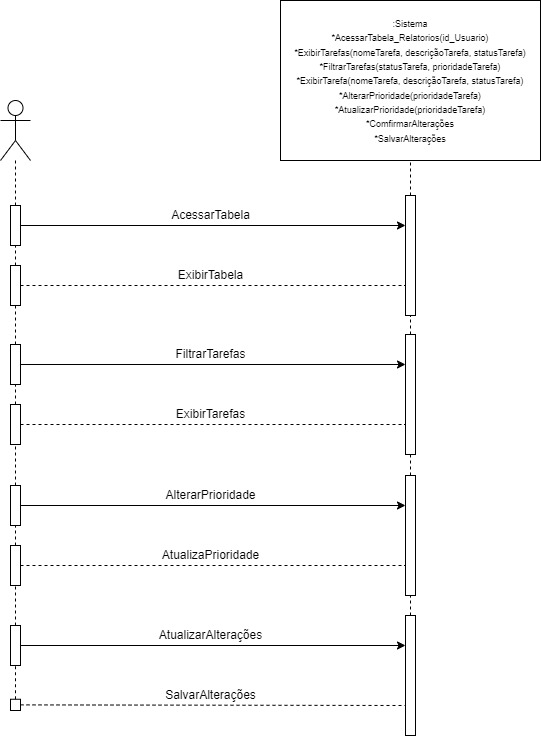 :Sistema
*AcessarTabela_Relatorios(id_Usuario)
*ExibirTarefas(nomeTarefa, descriçãoTarefa, statusTarefa)
*FiltrarTarefas(statusTarefa, prioridadeTarefa)
*ExibirTarefa(nomeTarefa, descriçãoTarefa, statusTarefa)
*AlterarPrioridade(prioridadeTarefa)
*AtualizarPrioridade(prioridadeTarefa)
*ComfirmarAlterações
*SalvarAlterações
AcessarTabela
ExibirTabela
FiltrarTarefas
ExibirTarefas
AlterarPrioridade
AtualizaPrioridade
AtualizarAlterações
SalvarAlterações